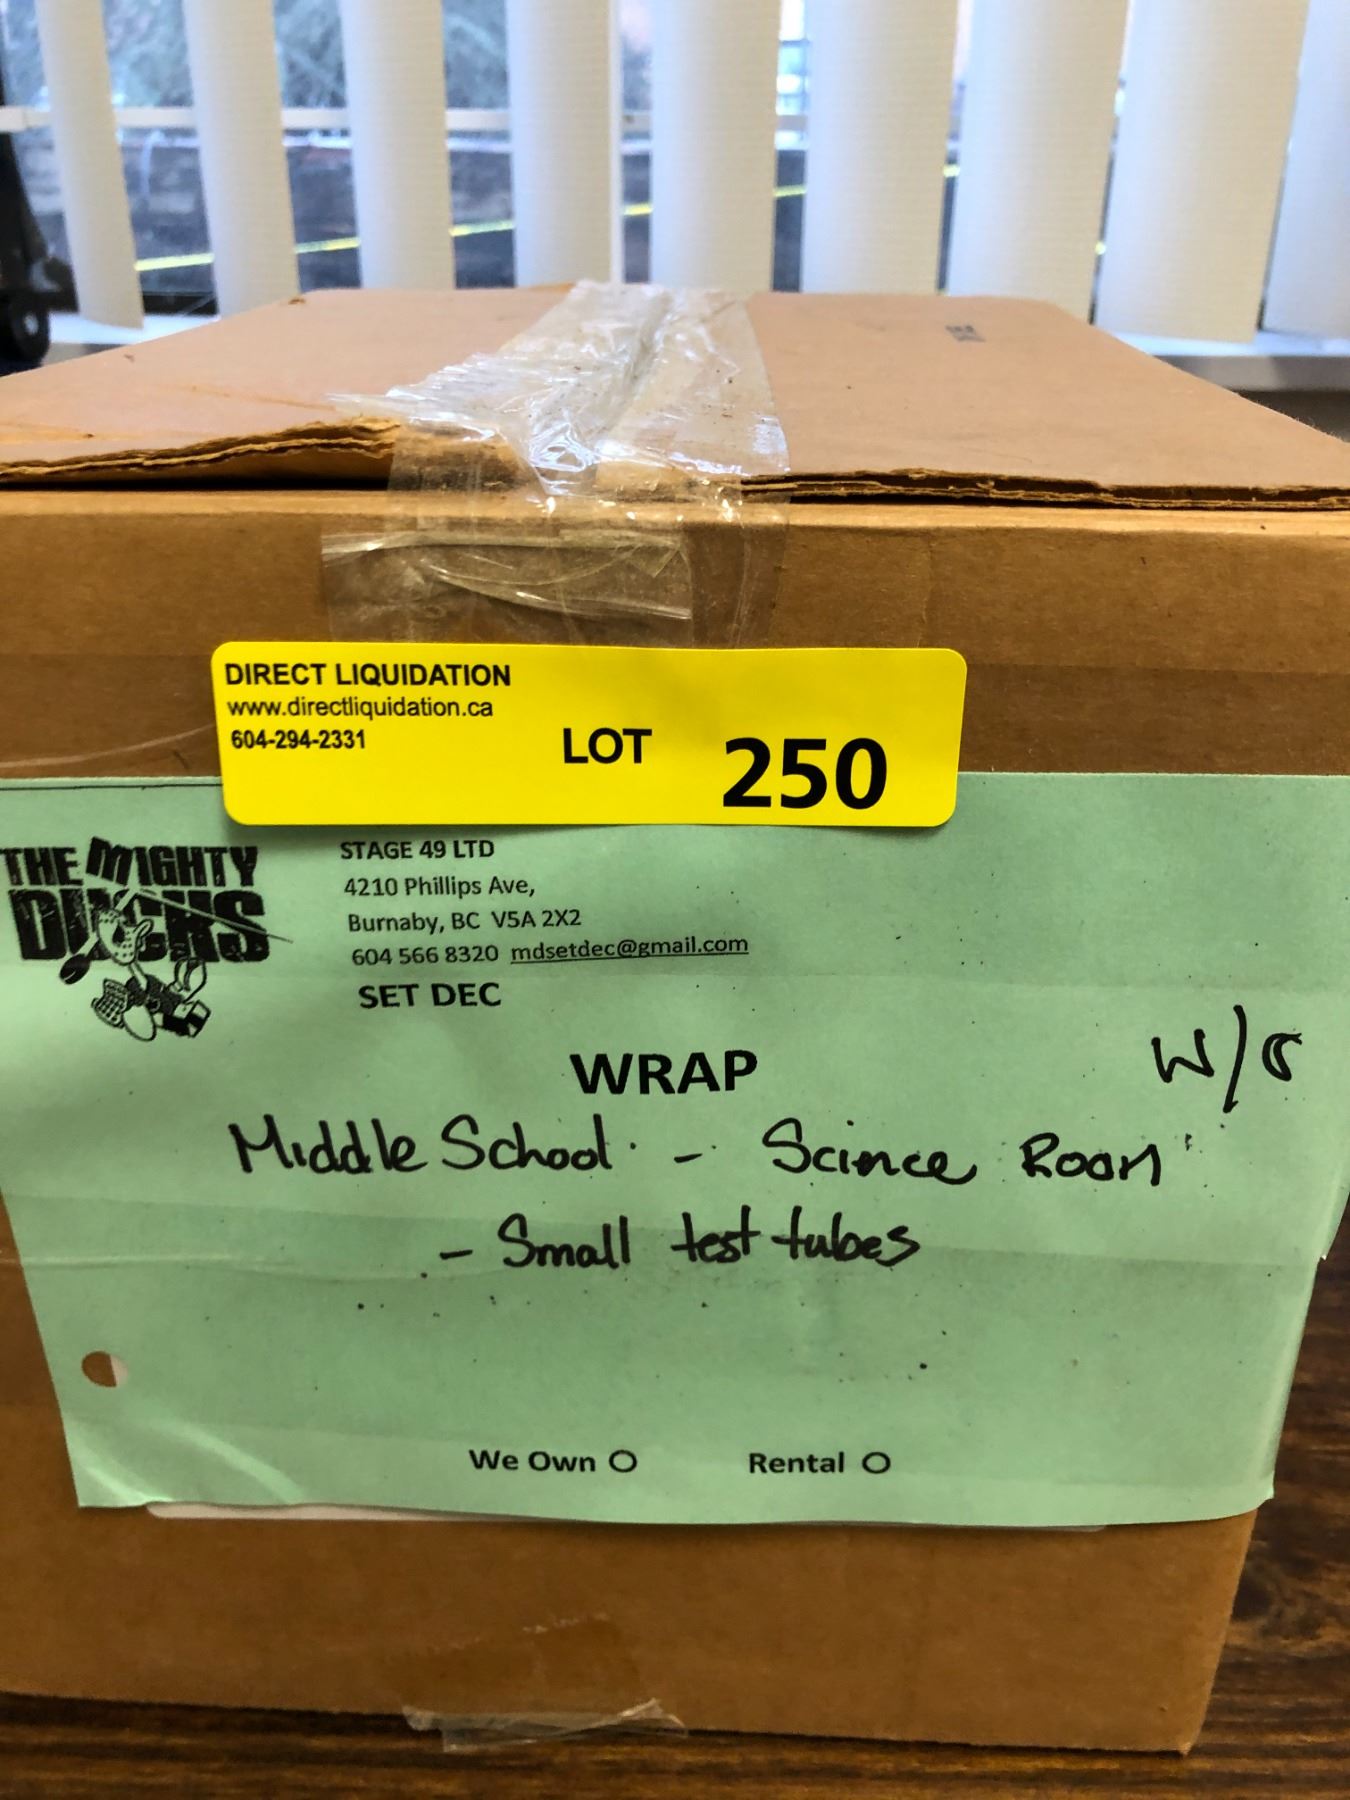 DIRECT LIQUIDATION
www.directliquidation.ca
604-294-2331
LOT 250
THE MIGHTY
DUCKS
STAGE 49 LTD
4210 Phillips Ave,
Burnaby, BC V5A 2X2
604 566 8320 mdsetdec@gmail.com
SET DEC
WRAP
Middle School - Science Room
- Small test tubes
We Own O
Rental O